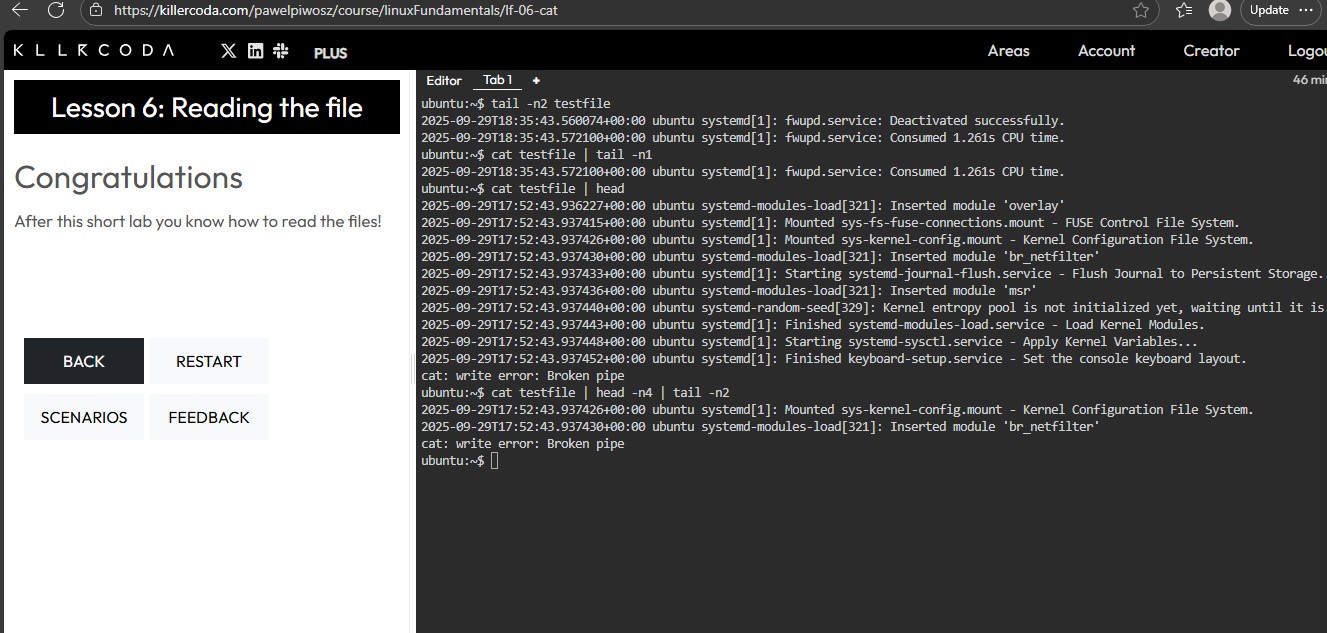 https://killercoda.com/pawelpiwosz/course/linuxFundamentals/lf-06-cat
Update
KLLRCODA
PLUS
Areas
Account
Creator
Logou
Lesson 6: Reading the file
Congratulations
After this short lab you know how to read the files!
BACK
RESTART
SCENARIOS
FEEDBACK
Editor
Tab 1
+
46 min
ubuntu:~$ tail -n2 testfile
2025-09-29T18:35:43.560074+00:00 ubuntu systemd[1]: fwupd.service: Deactivated successfully.
2025-09-29T18:35:43.572100+00:00 ubuntu systemd[1]: fwupd.service: Consumed 1.261s CPU time.
ubuntu:~$ cat testfile | tail -n1
2025-09-29T18:35:43.572100+00:00 ubuntu systemd[1]: fwupd.service: Consumed 1.261s CPU time.
ubuntu:~$ cat testfile | head
2025-09-29T17:52:43.936227+00:00 ubuntu systemd-modules-load[321]: Inserted module 'overlay'
2025-09-29T17:52:43.937415+00:00 ubuntu systemd[1]: Mounted sys-fs-fuse-connections.mount - FUSE Control File System.
2025-09-29T17:52:43.937426+00:00 ubuntu systemd[1]: Mounted sys-kernel-config.mount - Kernel Configuration File System.
2025-09-29T17:52:43.937430+00:00 ubuntu systemd-modules-load[321]: Inserted module 'br_netfilter'
2025-09-29T17:52:43.937433+00:00 ubuntu systemd[1]: Starting systemd-journal-flush.service - Flush Journal to Persistent Storage..
2025-09-29T17:52:43.937436+00:00 ubuntu systemd-modules-load[321]: Inserted module 'msr'
2025-09-29T17:52:43.937440+00:00 ubuntu systemd-random-seed[329]: Kernel entropy pool is not initialized yet, waiting until it is
2025-09-29T17:52:43.937443+00:00 ubuntu systemd[1]: Finished systemd-modules-load.service - Load Kernel Modules.
2025-09-29T17:52:43.937448+00:00 ubuntu systemd[1]: Starting systemd-sysctl.service - Apply Kernel Variables...
2025-09-29T17:52:43.937452+00:00 ubuntu systemd[1]: Finished keyboard-setup.service - Set the console keyboard layout.
cat: write error: Broken pipe
ubuntu:~$ cat testfile | head -n4 | tail -n2
2025-09-29T17:52:43.937426+00:00 ubuntu systemd[1]: Mounted sys-kernel-config.mount - Kernel Configuration File System.
2025-09-29T17:52:43.937430+00:00 ubuntu systemd-modules-load[321]: Inserted module 'br_netfilter'
cat: write error: Broken pipe
ubuntu:~$